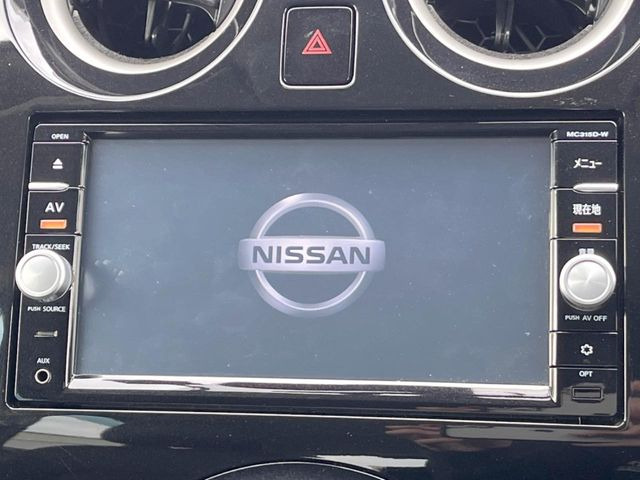 OPEN
MC315D-W
メニュー
AV
現在地
TRACK/SEEK
NISSAN
PUSH SOURCE
PUSH AV OFF
AUX
OPT